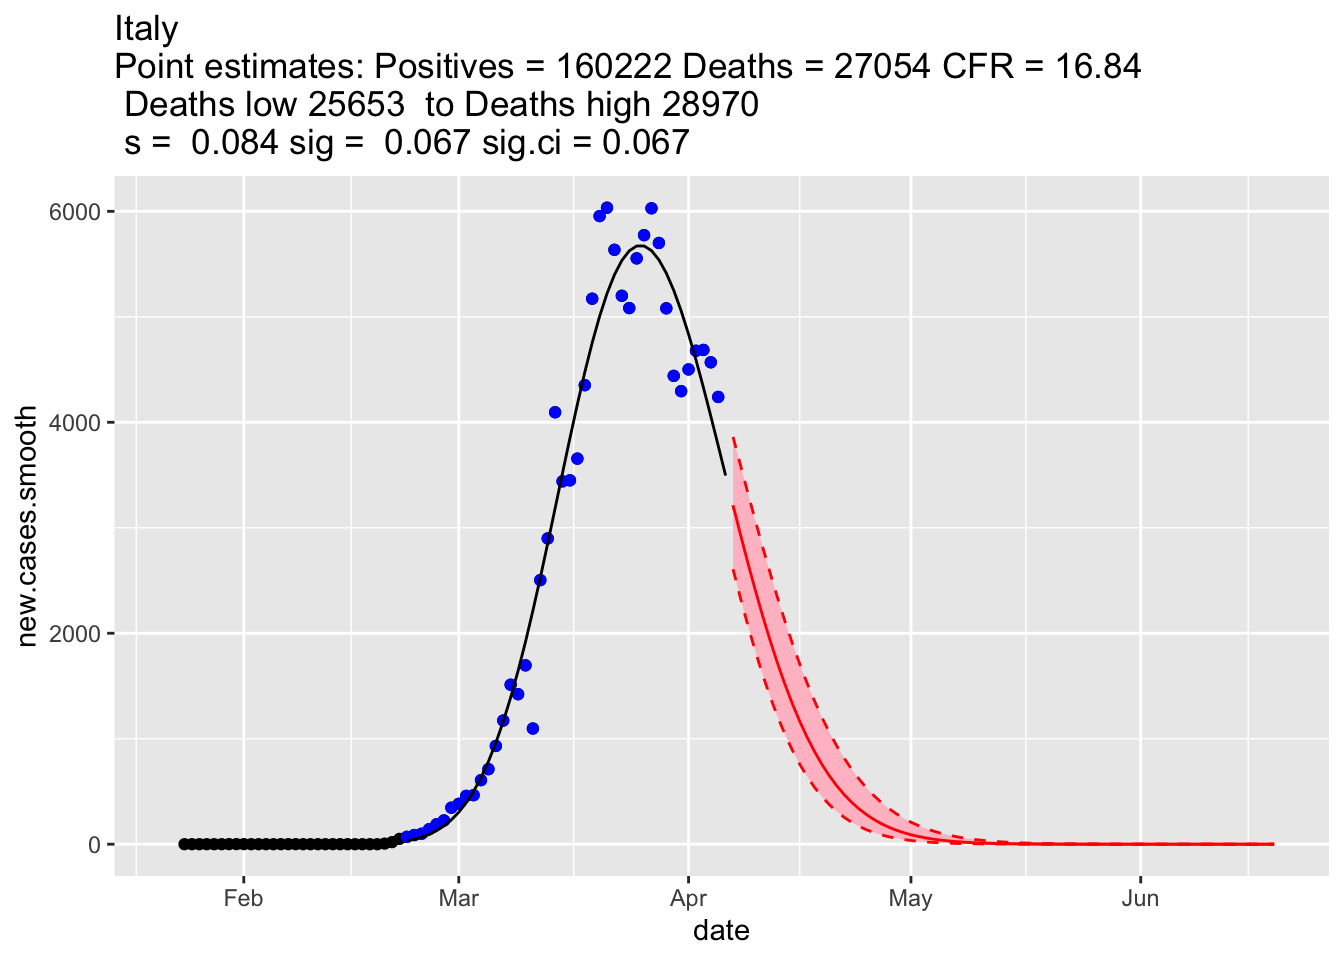 Italy
Point estimates: Positives = 160222 Deaths = 27054 CFR = 16.84
Deaths low 25653  to Deaths high 28970
s =  0.084 sig =  0.067 sig.ci = 0.067
6000
4000
2000
0
new.cases.smooth
Feb Mar Apr May Jun
date